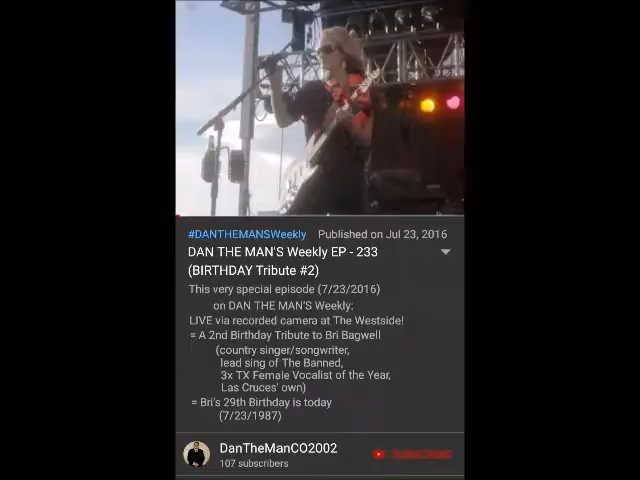 #DANTHEMANSWeekly Published on Jul 23, 2016
DAN THE MAN'S Weekly EP - 233
(BIRTHDAY Tribute #2)
This very special episode (7/23/2016)
on DAN THE MAN'S Weekly:
LIVE via recorded camera at The Westside!
= A 2nd Birthday Tribute to Bri Bagwell
(country singer/songwriter,
lead sing of The Banned,
3x TX Female Vocalist of the Year,
Las Cruces' own)
= Bri's 29th Birthday is today
(7/23/1987)
DanTheManCO2002
SUBSCRIBE
107 subscribers